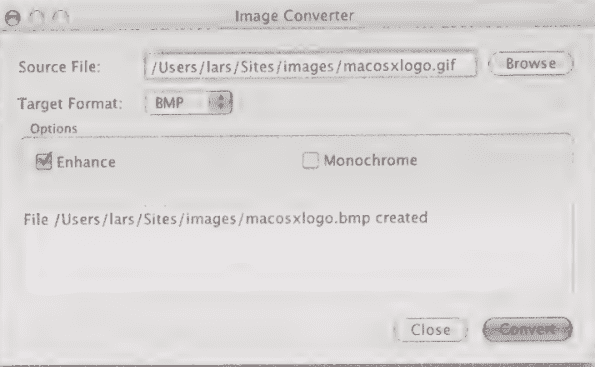 Image Converter
Source File: /Users/lars/Sites/images/macosxlogo.gif Browse
Target Format: BMP
Options
Enhance Monochrome
File /Users/lars/Sites/images/macosxlogo.bmp created
Close Convert